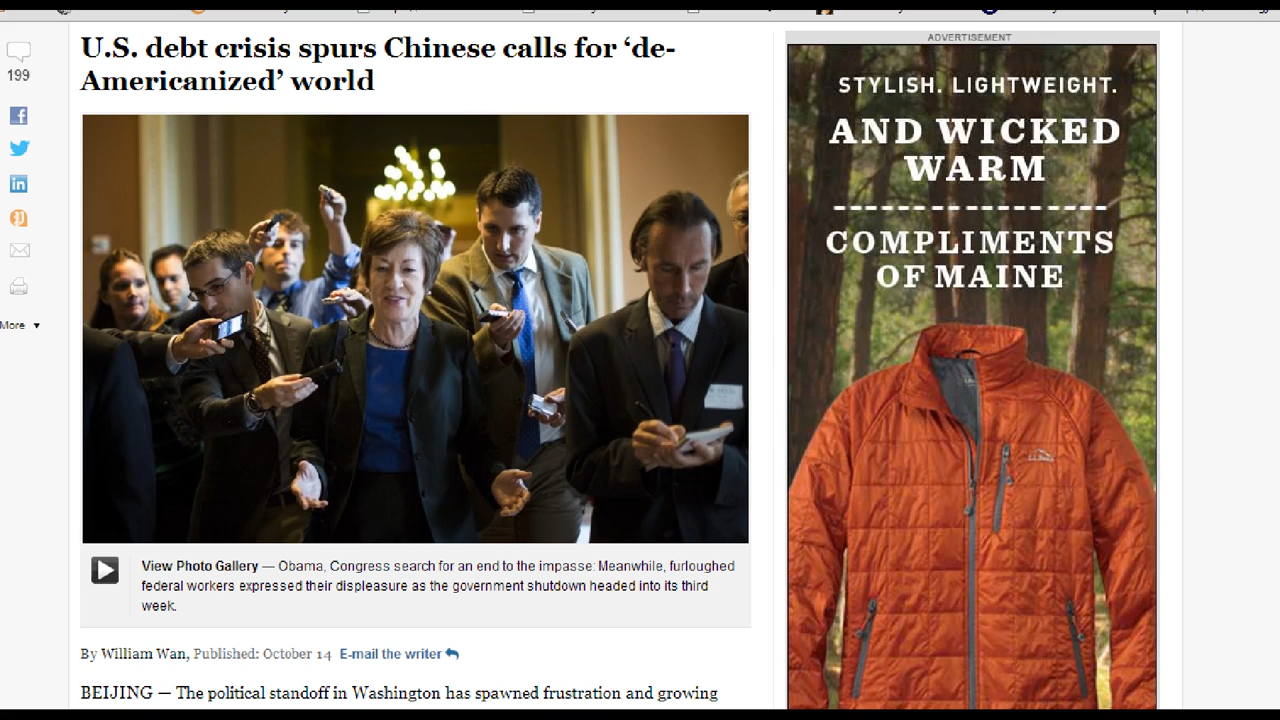 U.S. debt crisis spurs Chinese calls for ‘de-
Americanized’ world
199
More ▼
View Photo Gallery — Obama, Congress search for an end to the impasse: Meanwhile, furloughed
federal workers expressed their displeasure as the government shutdown headed into its third
week.
By William Wan, Published: October 14 E-mail the writer
BEIJING — The political standoff in Washington has spawned frustration and growing
ADVERTISEMENT
STYLISH. LIGHTWEIGHT.
AND WICKED
WARM
COMPLIMENTS
OF MAINE
L.L.Bean